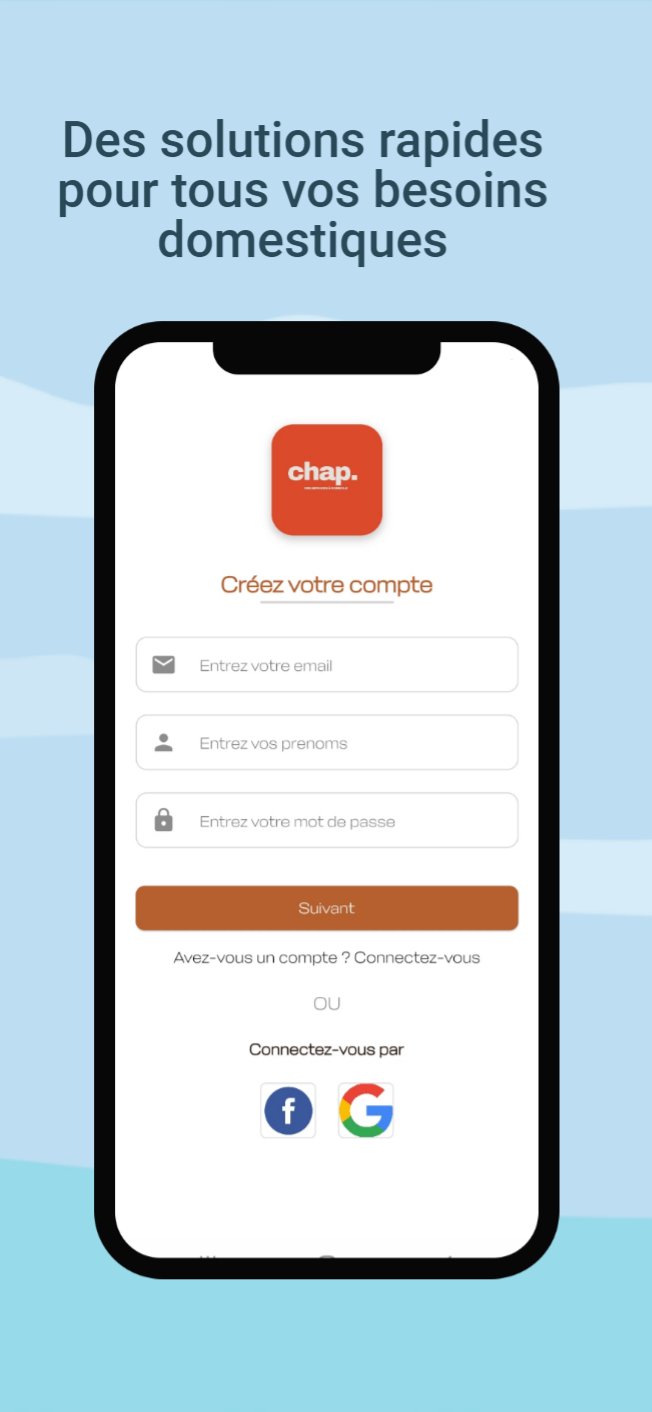 Des solutions rapides
pour tous vos besoins
domestiques
chap.
Créez votre compte
Entrez votre email
Entrez vos prenoms
Entrez votre mot de passe
Suivant
Avez-vous un compte ? Connectez-vous
OU
Connectez-vous par